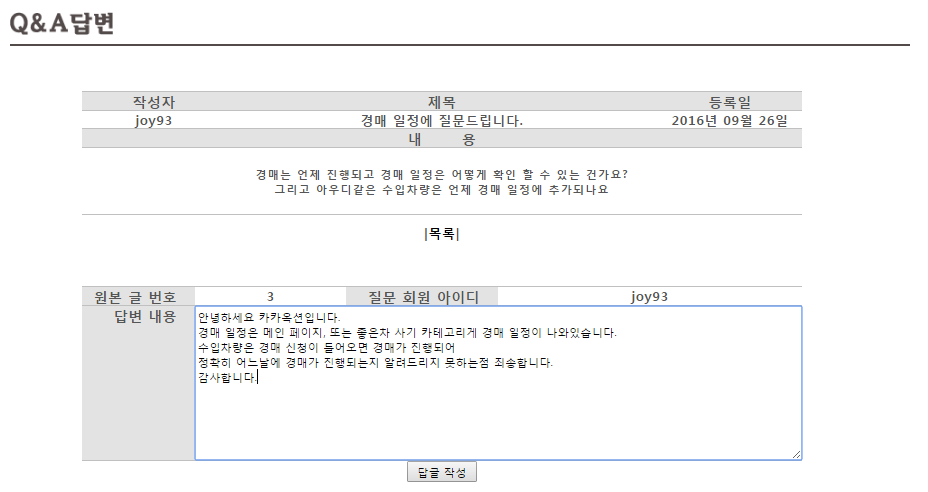 Q&A답변
작성자 제목 등록일
joy93 경매 일정에 질문드립니다. 2016년 09월 26일
내 용
경매는 언제 진행되고 경매 일정은 어떻게 확인 할 수 있는 건가요?
그리고 아우디같은 수입차량은 언제 경매 일정에 추가되나요
|목록|
원본 글 번호 3 질문 회원 아이디 joy93
답변 내용
안녕하세요 카카옥션입니다.
경매 일정은 메인 페이지, 또는 좋은차 사기 카테고리게 경매 일정이 나와있습니다.
수입차량은 경매 신청이 들어오면 경매가 진행되어
정확히 어느날에 경매가 진행되는지 알려드리지 못하는점 죄송합니다.
감사합니다.
답글 작성